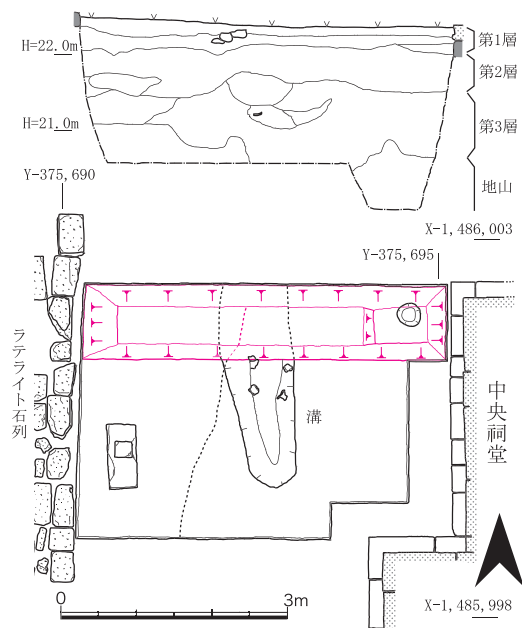 H=22.0m
第1層
第2層
H=21.0m
第3層
地山
Y-375,690
X-1,486,003
Y-375,695
ラテライト石列
溝
中央祠堂
0
3m
X-1,485,998